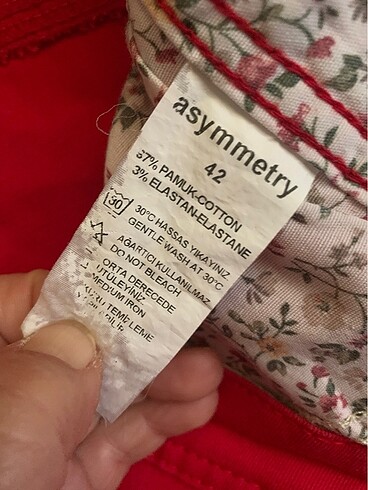 asymmetry
42
97% PAMUK-COTTON
3% ELASTAN-ELASTANE
30
30°C HASSAS YIKAYINIZ
GENTLE WASH AT 30°C
AĞARTICI KULLANILMAZ
DO NOT BLEACH
ORTA DERECEDE
ÜTÜLEYİNİZ
MEDIUM IRON